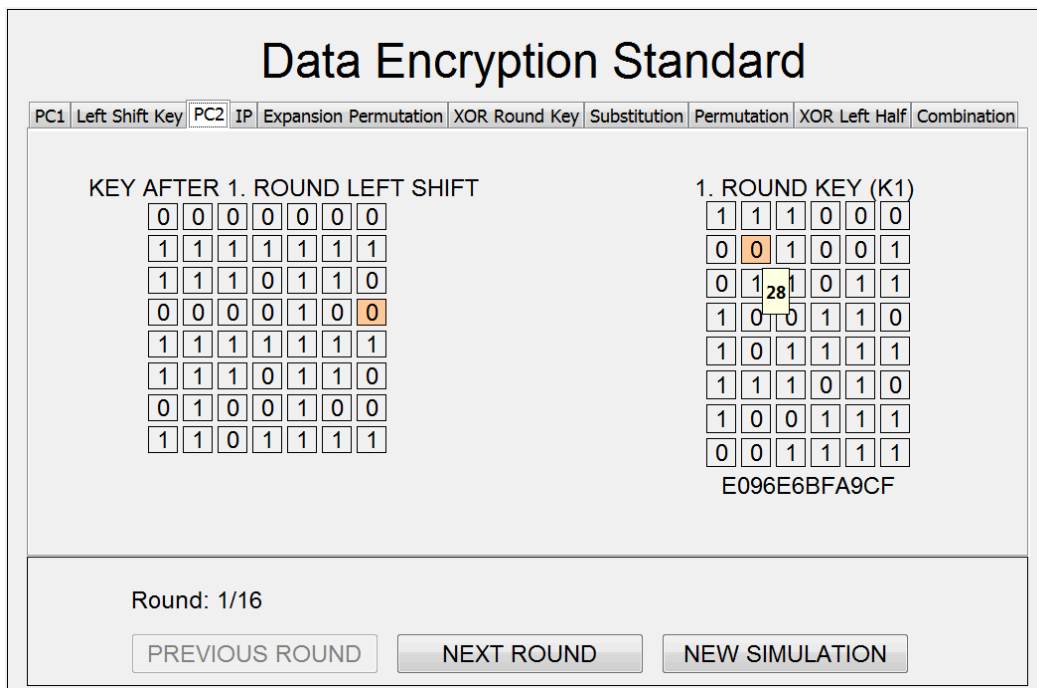 Data Encryption Standard
PC1 Left Shift Key PC2 IP Expansion Permutation XOR Round Key Substitution Permutation XOR Left Half Combination
KEY AFTER 1. ROUND LEFT SHIFT
0 0 0 0 0 0 0
1 1 1 1 1 1 1
1 1 1 0 1 1 0
0 0 0 0 1 0 0
1 1 1 1 1 1 1
1 1 1 0 1 1 0
0 1 0 0 1 0 0
1 1 0 1 1 1 1
1. ROUND KEY (K1)
1 1 1 0 0 0
0 0 1 0 0 1
0 1 1 0 1 1
28
1 0 0 1 1 0
1 0 1 1 1 1
1 1 1 0 1 0
1 0 0 1 1 1
0 0 1 1 1 1
E096E6BFA9CF
Round: 1/16
PREVIOUS ROUND NEXT ROUND NEW SIMULATION